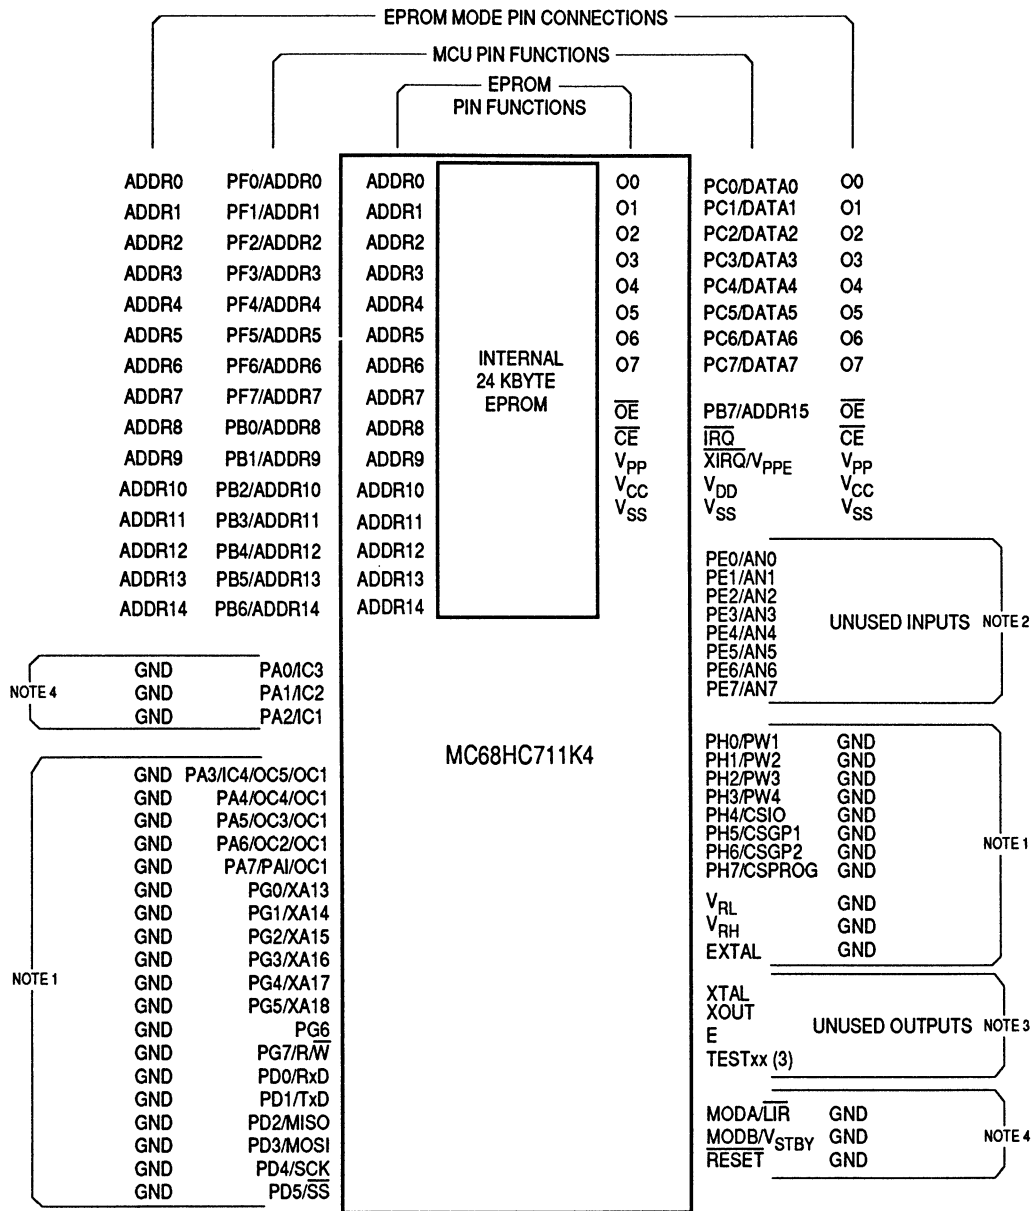 EPROM MODE PIN CONNECTIONS
MCU PIN FUNCTIONS
EPROM
PIN FUNCTIONS
ADDR0 PF0/ADDR0 ADDR0 O0 PC0/DATA0 O0
ADDR1 PF1/ADDR1 ADDR1 O1 PC1/DATA1 O1
ADDR2 PF2/ADDR2 ADDR2 O2 PC2/DATA2 O2
ADDR3 PF3/ADDR3 ADDR3 O3 PC3/DATA3 O3
ADDR4 PF4/ADDR4 ADDR4 O4 PC4/DATA4 O4
ADDR5 PF5/ADDR5 ADDR5 O5 PC5/DATA5 O5
ADDR6 PF6/ADDR6 ADDR6 O6 PC6/DATA6 O6
ADDR7 PF7/ADDR7 ADDR7 O7 PC7/DATA7 O7
INTERNAL
24 KBYTE
EPROM
ADDR8 PB0/ADDR8 ADDR8 OE PB7/ADDR15 OE
ADDR9 PB1/ADDR9 ADDR9 CE IRQ CE
ADDR10 PB2/ADDR10 ADDR10 VPP XIRQ/VPPE VPP
ADDR11 PB3/ADDR11 ADDR11 VCC VDD VCC
ADDR12 PB4/ADDR12 ADDR12 VSS VSS VSS
ADDR13 PB5/ADDR13 ADDR13
ADDR14 PB6/ADDR14 ADDR14
PE0/AN0
PE1/AN1
PE2/AN2
PE3/AN3
PE4/AN4
PE5/AN5
PE6/AN6
PE7/AN7
UNUSED INPUTS NOTE 2
NOTE 4
GND PA0/IC3
GND PA1/IC2
GND PA2/IC1
MC68HC711K4
NOTE 1
GND PA3/IC4/OC5/OC1
GND PA4/OC4/OC1
GND PA5/OC3/OC1
GND PA6/OC2/OC1
GND PA7/PAI/OC1
GND PG0/XA13
GND PG1/XA14
GND PG2/XA15
GND PG3/XA16
GND PG4/XA17
GND PG5/XA18
GND PG6
GND PG7/R/W
GND PD0/RxD
GND PD1/TxD
GND PD2/MISO
GND PD3/MOSI
GND PD4/SCK
GND PD5/SS
PH0/PW1 GND
PH1/PW2 GND
PH2/PW3 GND
PH3/PW4 GND
PH4/CSIO GND
PH5/CSGP1 GND
PH6/CSGP2 GND
PH7/CSPROG GND
VRL GND
VRH GND
EXTAL GND
NOTE 1
XTAL
XOUT
E
TESTxx (3)
UNUSED OUTPUTS NOTE 3
MODA/LIR GND
MODB/VSTBY GND
RESET GND
NOTE 4